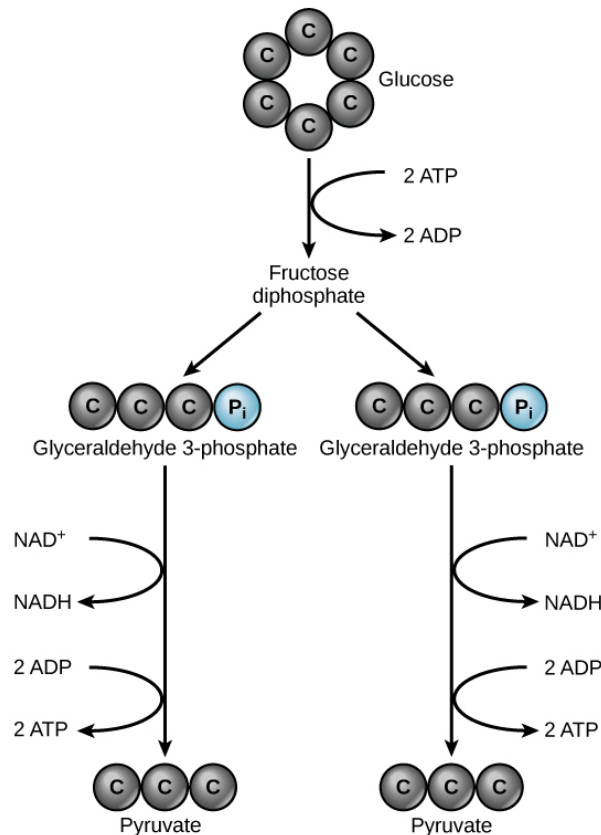 C
C C
Glucose
C C
C
2 ATP
2 ADP
Fructose
diphosphate
C C C Pi
C C C Pi
Glyceraldehyde 3-phosphate
Glyceraldehyde 3-phosphate
NAD+
NADH
2 ADP
2 ATP
NAD+
NADH
2 ADP
2 ATP
C C C
Pyruvate
C C C
Pyruvate